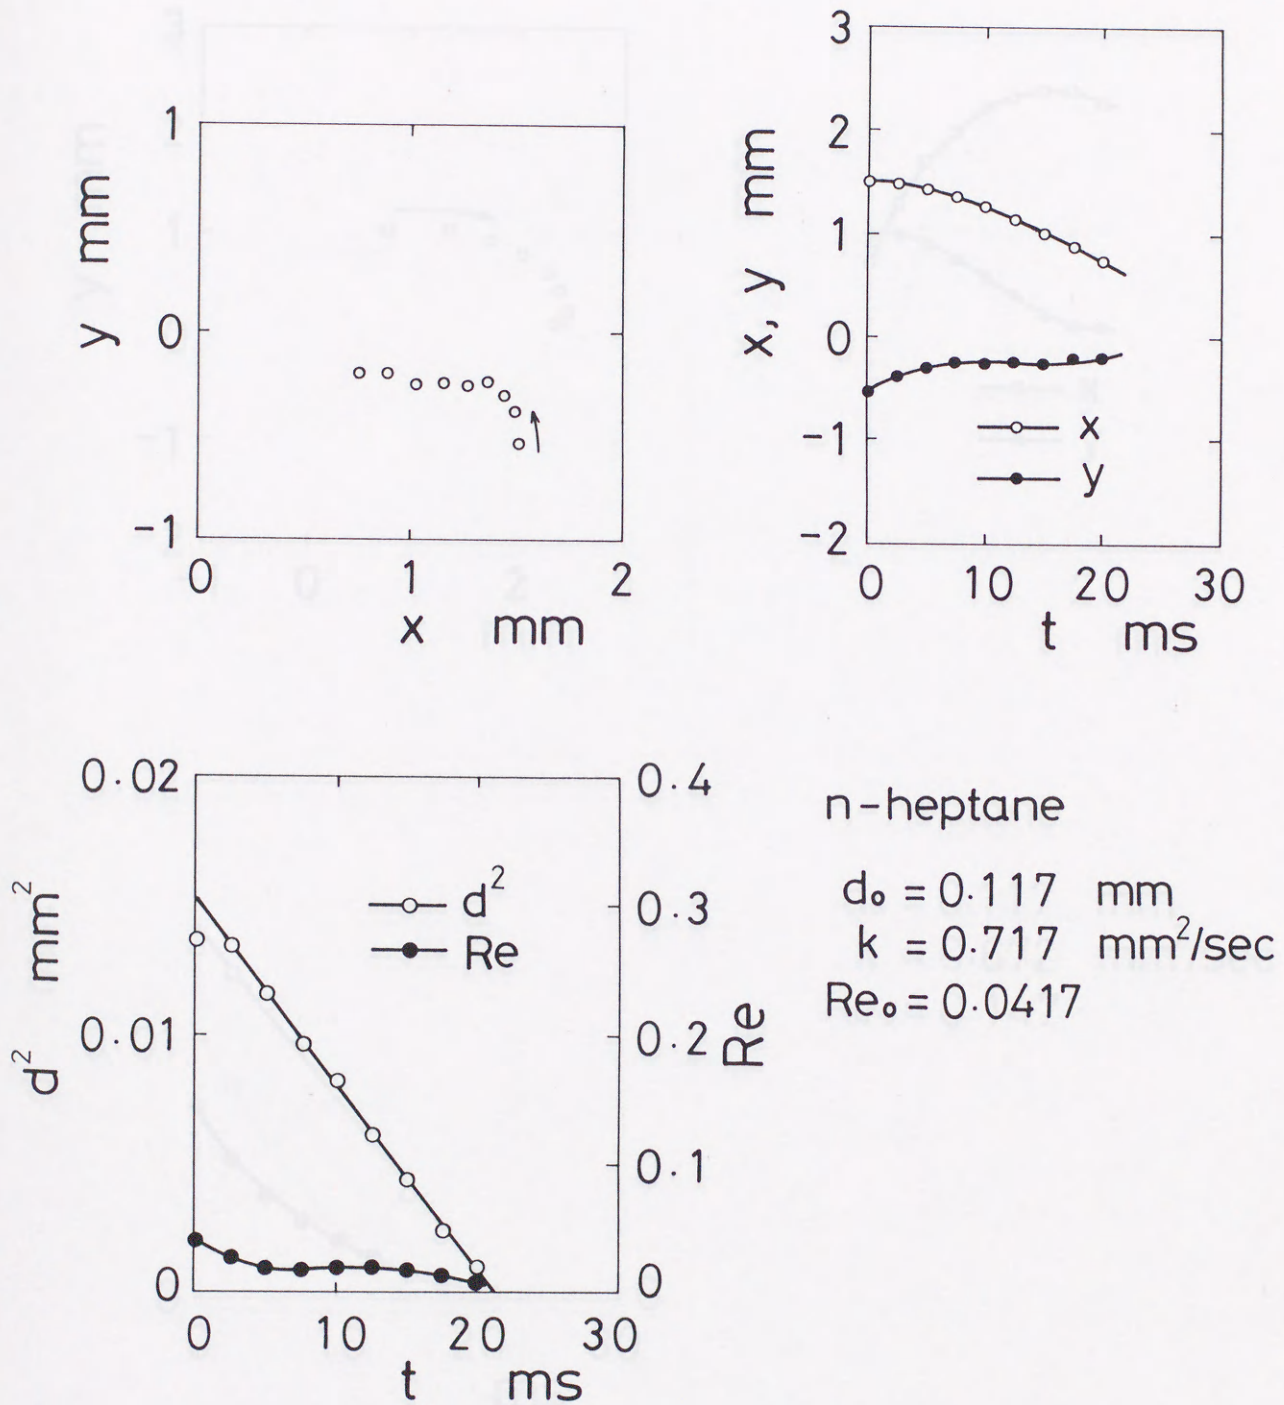 1
0
-1
y mm
0 1 2
x mm
3
2
1
0
-1
-2
x, y mm
x
y
0 10 20 30
t ms
0.02
0.01
0
d² mm²
d²
Re
0.4
0.3
0.2
0.1
0
Re
0 10 20 30
t ms
n-heptane
d₀ = 0.117 mm
k = 0.717 mm²/sec
Re₀ = 0.0417